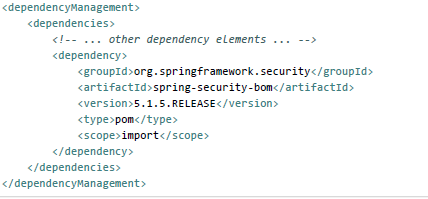 <dependencyManagement>
    <dependencies>
        <!-- ... other dependency elements ... -->
        <dependency>
            <groupId>org.springframework.security</groupId>
            <artifactId>spring-security-bom</artifactId>
            <version>5.1.5.RELEASE</version>
            <type>pom</type>
            <scope>import</scope>
        </dependency>
    </dependencies>
</dependencyManagement>